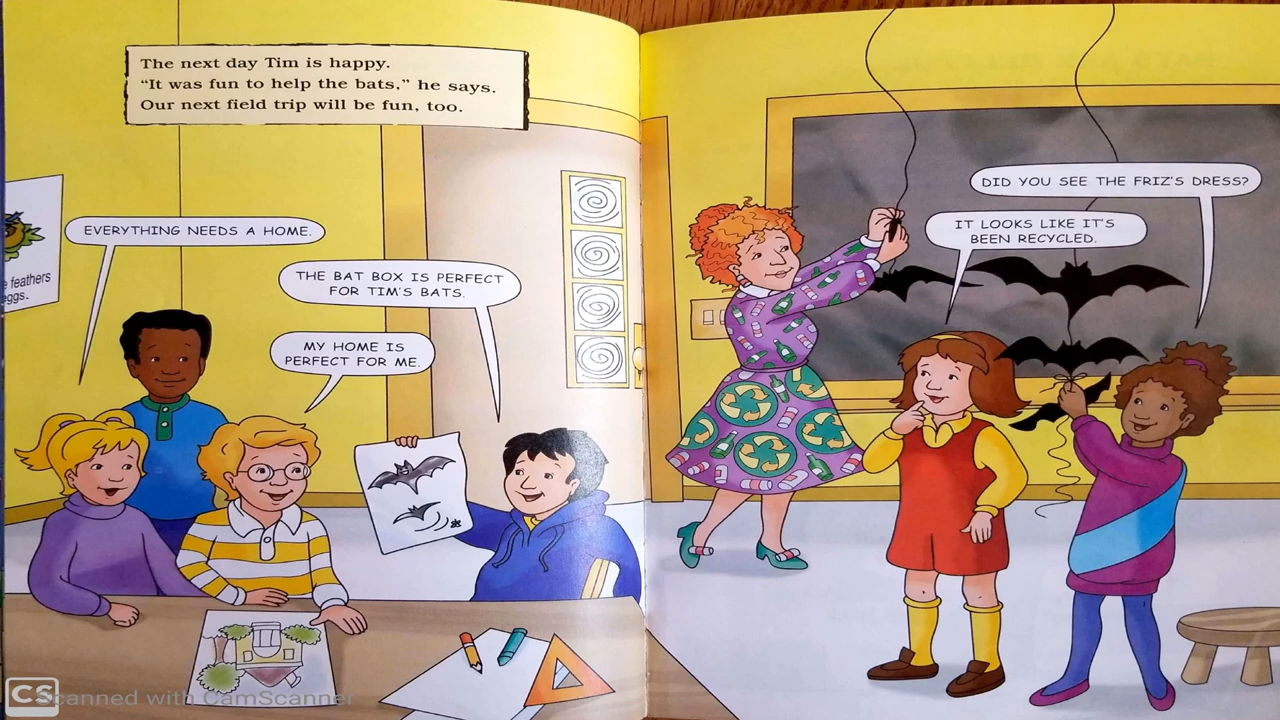 The next day Tim is happy.
“It was fun to help the bats,” he says.
Our next field trip will be fun, too.
feathers
eggs.
EVERYTHING NEEDS A HOME.
THE BAT BOX IS PERFECT
FOR TIM'S BATS.
MY HOME IS
PERFECT FOR ME.
DID YOU SEE THE FRIZ'S DRESS?
IT LOOKS LIKE IT'S
BEEN RECYCLED.
CS Scanned with CamScanner